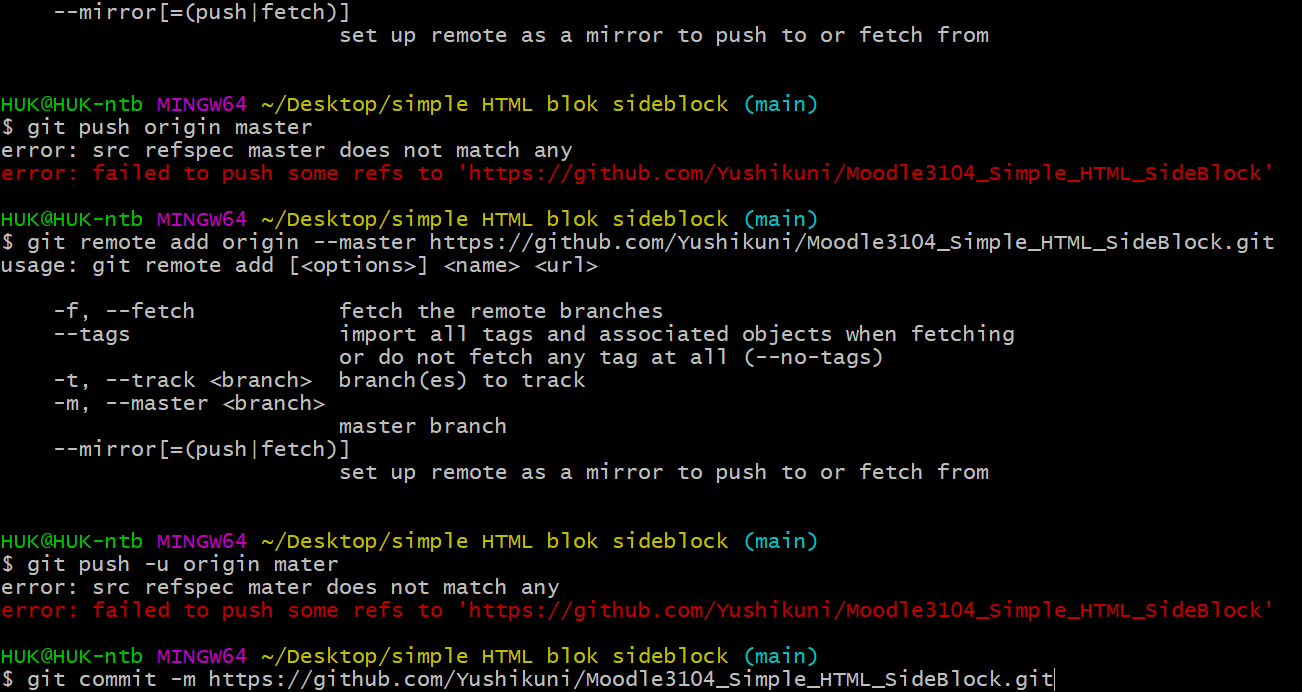 --mirror[=(push|fetch)]
set up remote as a mirror to push to or fetch from
HUK@HUK-ntb MINGW64 ~/Desktop/simple HTML blok sideblock (main)
$ git push origin master
error: src refspec master does not match any
error: failed to push some refs to 'https://github.com/Yushikuni/Moodle3104_Simple_HTML_SideBlock'
HUK@HUK-ntb MINGW64 ~/Desktop/simple HTML blok sideblock (main)
$ git remote add origin --master https://github.com/Yushikuni/Moodle3104_Simple_HTML_SideBlock.git
usage: git remote add [<options>] <name> <url>
-f, --fetch fetch the remote branches
--tags import all tags and associated objects when fetching
or do not fetch any tag at all (--no-tags)
-t, --track <branch> branch(es) to track
-m, --master <branch>
master branch
--mirror[=(push|fetch)]
set up remote as a mirror to push to or fetch from
HUK@HUK-ntb MINGW64 ~/Desktop/simple HTML blok sideblock (main)
$ git push -u origin mater
error: src refspec mater does not match any
error: failed to push some refs to 'https://github.com/Yushikuni/Moodle3104_Simple_HTML_SideBlock'
HUK@HUK-ntb MINGW64 ~/Desktop/simple HTML blok sideblock (main)
$ git commit -m https://github.com/Yushikuni/Moodle3104_Simple_HTML_SideBlock.git